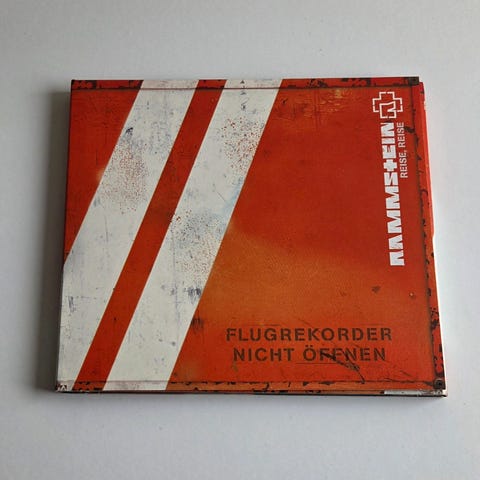 RAMMSTEIN
REISE, REISE
FLUGREKORDER
NICHT ÖFFNEN